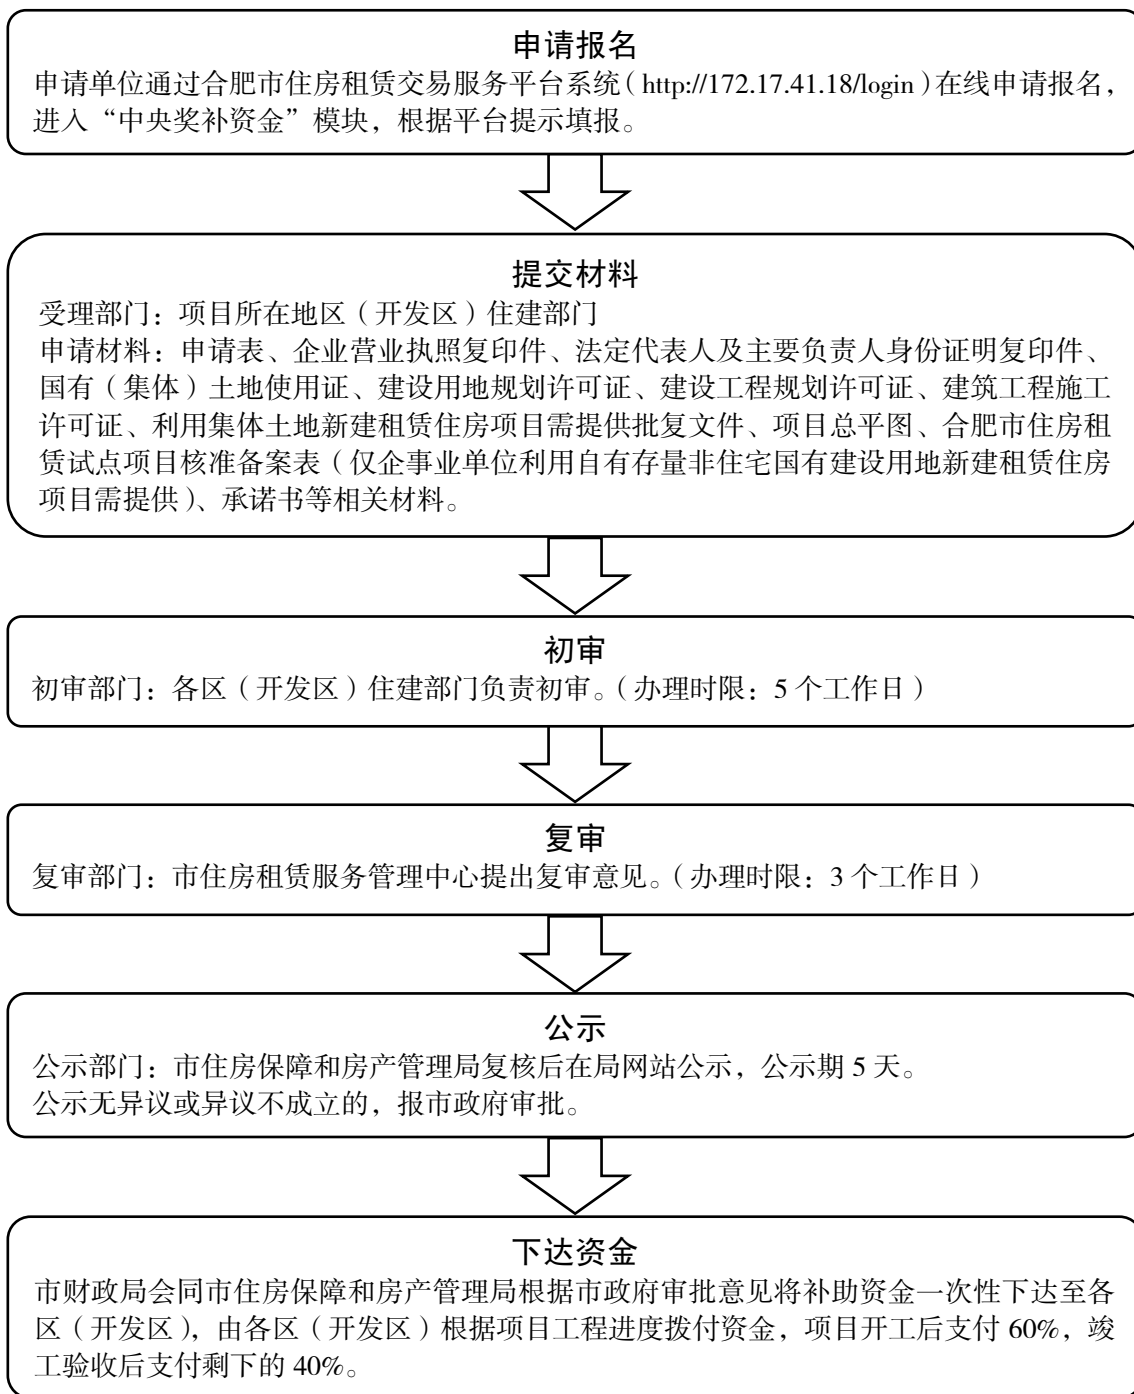 申请报名
申请单位通过合肥市住房租赁交易服务平台系统（http://172.17.41.18/login）在线申请报名，
进入“中央奖补资金”模块，根据平台提示填报。
提交材料
受理部门：项目所在地区（开发区）住建部门
申请材料：申请表、企业营业执照复印件、法定代表人及主要负责人身份证明复印件、
国有（集体）土地使用证、建设用地规划许可证、建设工程规划许可证、建筑工程施工
许可证、利用集体土地新建租赁住房项目需提供批复文件、项目总平图、合肥市住房租
赁试点项目核准备案表（仅企事业单位利用自有存量非住宅国有建设用地新建租赁住房
项目需提供）、承诺书等相关材料。
初审
初审部门：各区（开发区）住建部门负责初审。（办理时限：5 个工作日）
复审
复审部门：市住房租赁服务管理中心提出复审意见。（办理时限：3 个工作日）
公示
公示部门：市住房保障和房产管理局复核后在局网站公示，公示期 5 天。
公示无异议或异议不成立的，报市政府审批。
下达资金
市财政局会同市住房保障和房产管理局根据市政府审批意见将补助资金一次性下达至各
区（开发区），由各区（开发区）根据项目工程进度拨付资金，项目开工后支付 60%，竣
工验收后支付剩下的 40%。